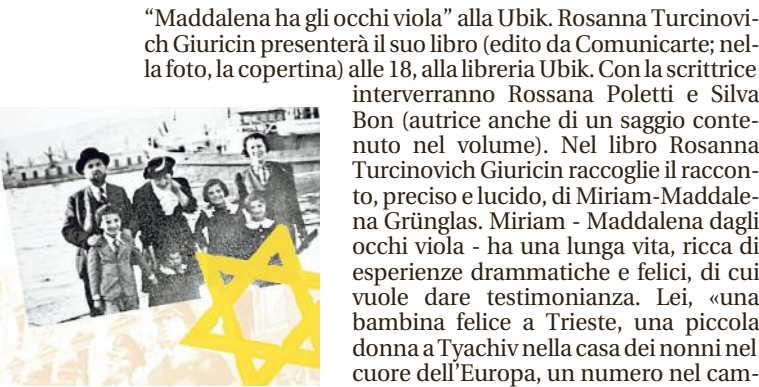 “Maddalena ha gli occhi viola” alla Ubik. Rosanna Turcinovi-
ch Giuricin presenterà il suo libro (edito da Comunicarte; nel-
la foto, la copertina) alle 18, alla libreria Ubik. Con la scrittrice
interverranno Rossana Poletti e Silva
Bon (autrice anche di un saggio conte-
nuto nel volume). Nel libro Rosanna
Turcinovich Giuricin raccoglie il raccon-
to, preciso e lucido, di Miriam-Maddale-
na Grünglas. Miriam - Maddalena dagli
occhi viola - ha una lunga vita, ricca di
esperienze drammatiche e felici, di cui
vuole dare testimonianza. Lei, «una
bambina felice a Trieste, una piccola
donna a Tyachiv nella casa dei nonni nel
cuore dell’Europa, un numero nel cam-